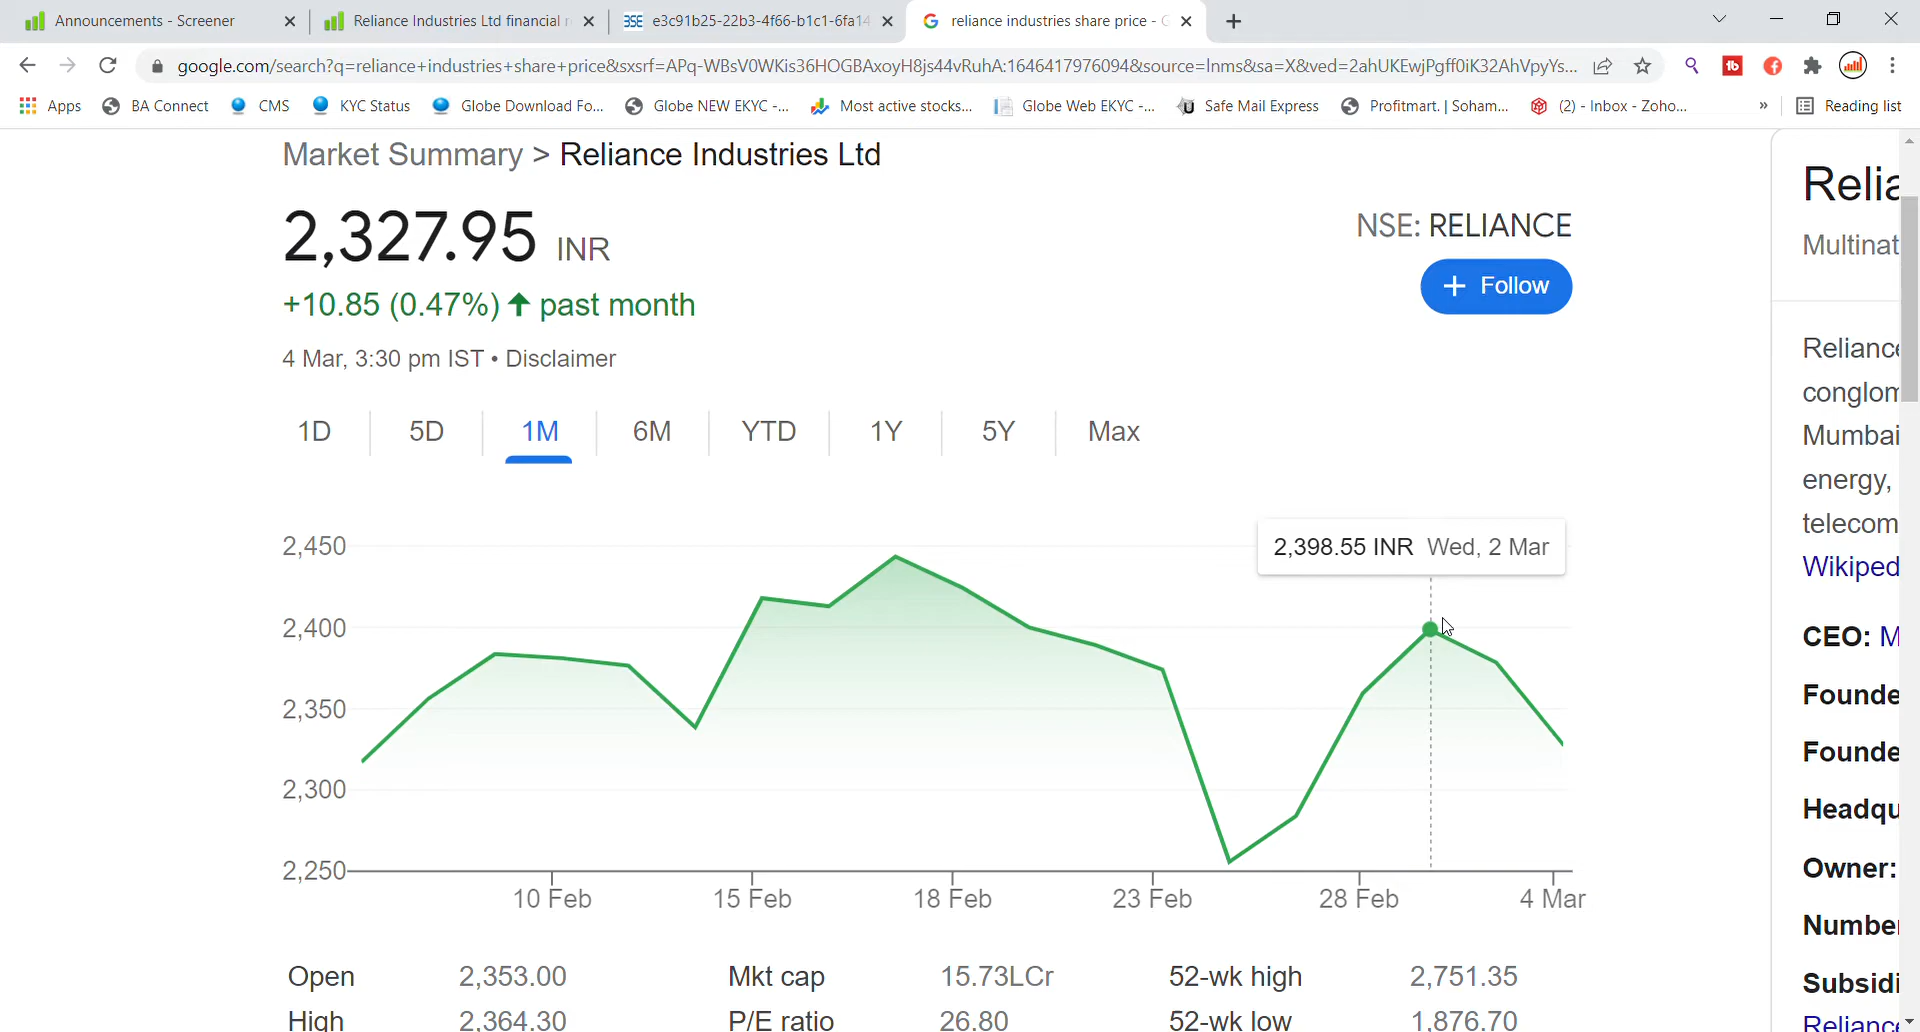 Announcements - Screener
Reliance Industries Ltd financial r
BSE e3c91b25-22b3-4f66-b1c1-6fa14
reliance industries share price - G
google.com/search?q=reliance+industries+share+price&sxsrf=APq-WBsV0WKis36HOGBAxoyH8js44vRuhA:1646417976094&source=lnms&sa=X&ved=2ahUKEwjPgff0iK32AhVpyYs...
Apps BA Connect CMS KYC Status Globe Download Fo... Globe NEW EKYC -... Most active stocks... Globe Web EKYC -... Safe Mail Express Profitmart. | Soham... (2) - Inbox - Zoho... » Reading list
Market Summary > Reliance Industries Ltd
2,327.95 INR
NSE: RELIANCE
+10.85 (0.47%) past month
+ Follow
4 Mar, 3:30 pm IST • Disclaimer
1D 5D 1M 6M YTD 1Y 5Y Max
2,398.55 INR Wed, 2 Mar
2,450
2,400
2,350
2,300
2,250
10 Feb 15 Feb 18 Feb 23 Feb 28 Feb 4 Mar
Open 2,353.00 Mkt cap 15.73LCr 52-wk high 2,751.35
High 2,364.30 P/E ratio 26.80 52-wk low 1,876.70
Relia
Multinat
Reliance
conglom
Mumbai
energy,
telecom
Wikiped
CEO: M
Founde
Founde
Headqu
Owner:
Number
Subsidi
Reliance